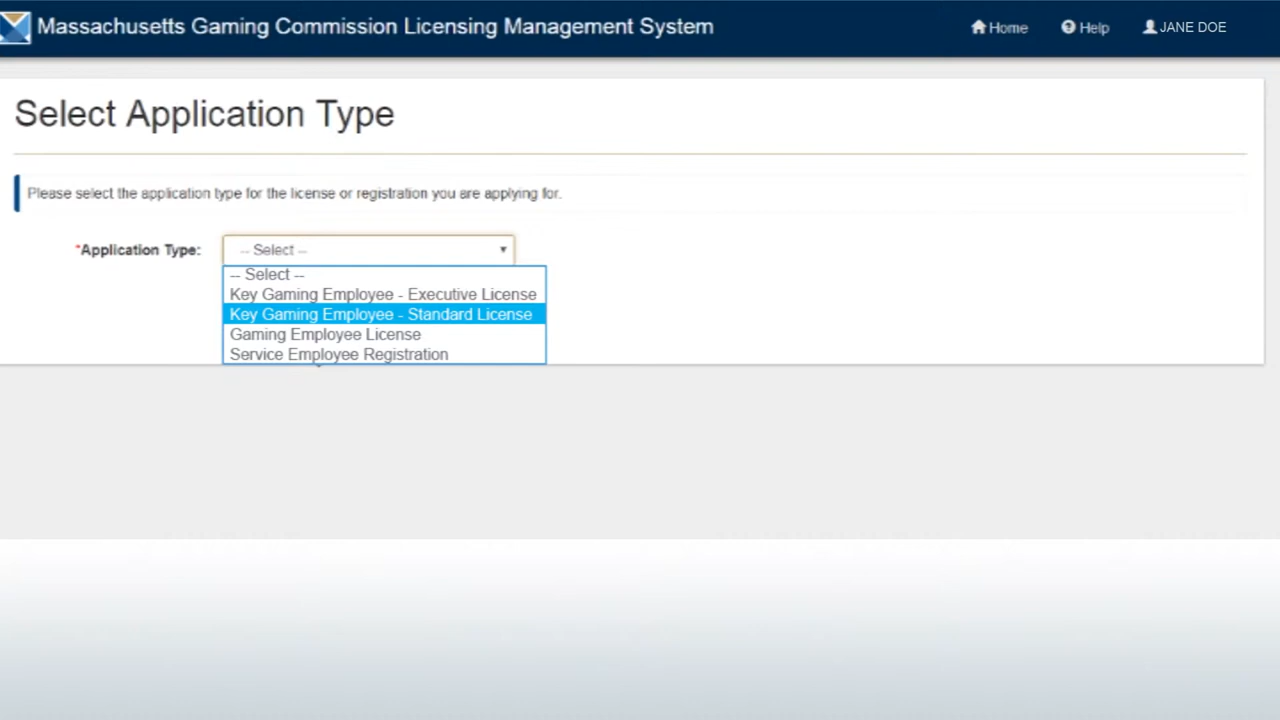 Massachusetts Gaming Commission Licensing Management System Home Help JANE DOE
Select Application Type
Please select the application type for the license or registration you are applying for.
*Application Type: -- Select --
-- Select --
Key Gaming Employee - Executive License
Key Gaming Employee - Standard License
Gaming Employee License
Service Employee Registration